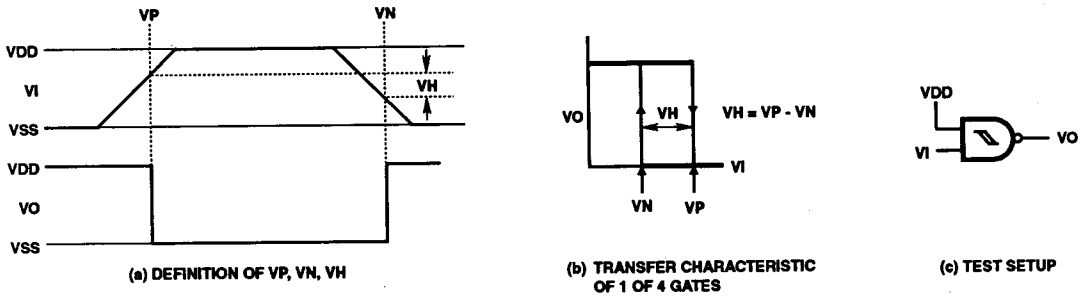 VP
VN
VDD
VI
VH
VSS
VDD
VO
VSS
(a) DEFINITION OF VP, VN, VH
VO
VH
VH = VP - VN
VI
VN
VP
(b) TRANSFER CHARACTERISTIC
OF 1 OF 4 GATES
VDD
VI
VO
(c) TEST SETUP